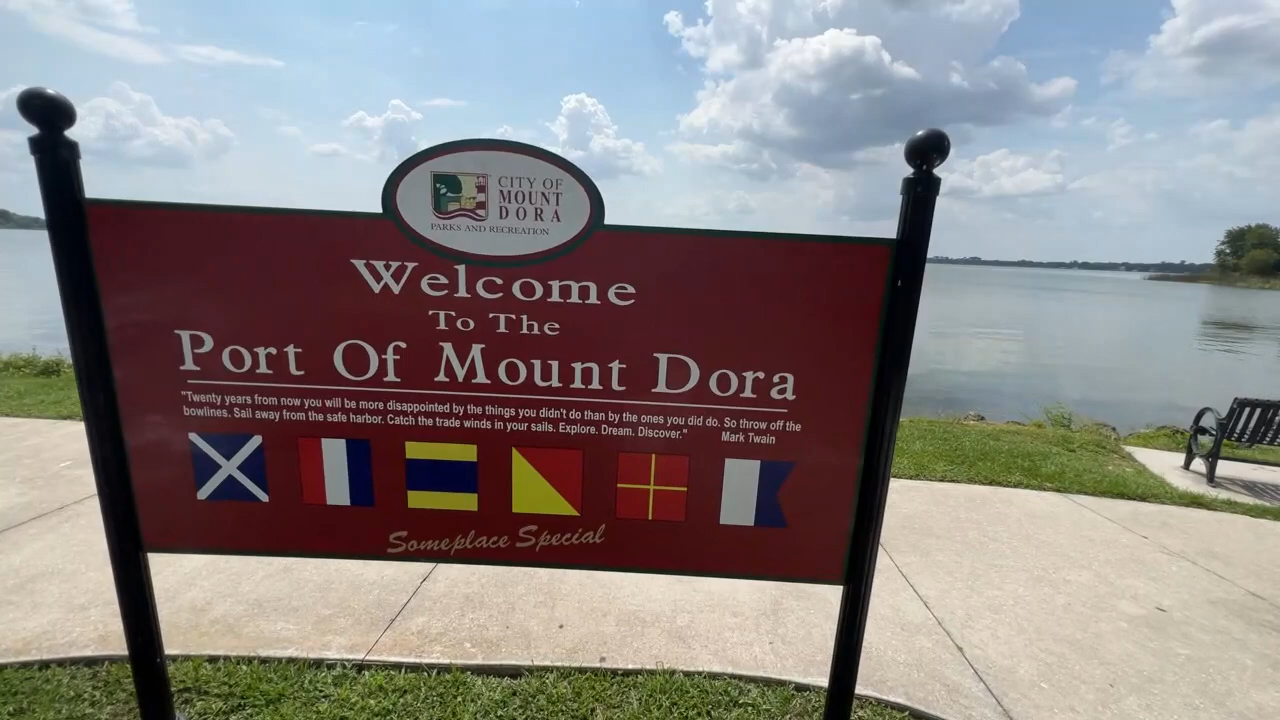 CITY OF
MOUNT
DORA
PARKS AND RECREATION
Welcome
To The
Port Of Mount Dora
"Twenty years from now you will be more disappointed by the things you didn't do than by the ones you did do. So throw off the
bowlines. Sail away from the safe harbor. Catch the trade winds in your sails. Explore. Dream. Discover." Mark Twain
Someplace Special